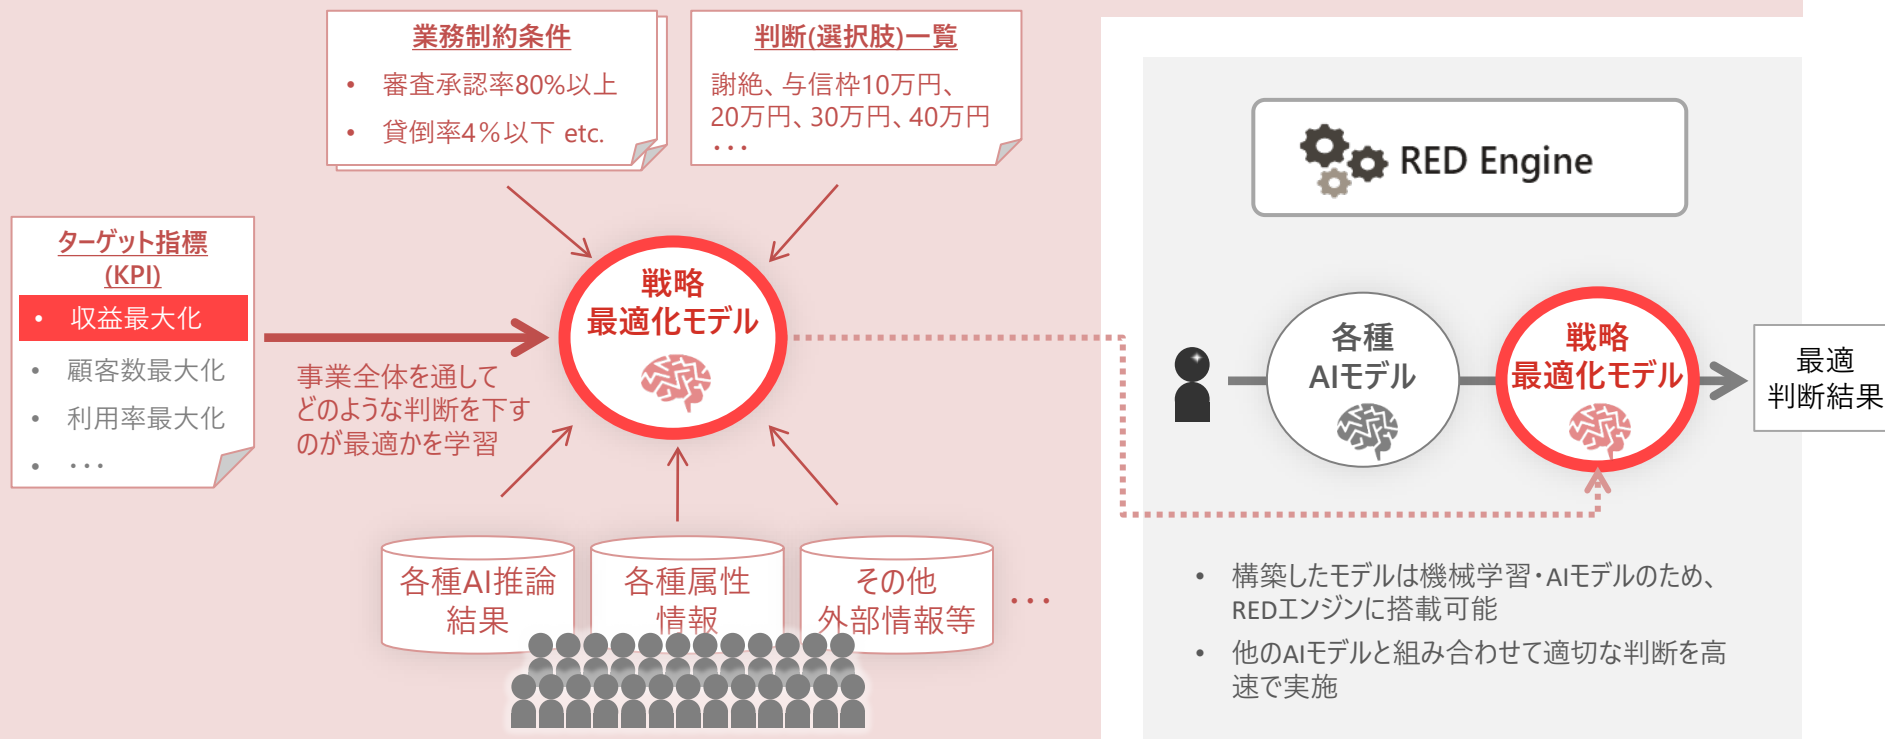 業務制約条件
• 審査承認率80%以上
• 貸倒率4%以下 etc.
判断(選択肢)一覧
謝絶、与信枠10万円、
20万円、30万円、40万円
・・・
ターゲット指標
(KPI)
• 収益最大化
• 顧客数最大化
• 利用率最大化
• ・・・
事業全体を通して
どのような判断を下す
のが最適かを学習
戦略
最適化モデル
各種AI推論
結果
各種属性
情報
その他
外部情報等
・・・
RED Engine
各種
AIモデル
戦略
最適化モデル
最適
判断結果
• 構築したモデルは機械学習・AIモデルのため、
REDエンジンに搭載可能
• 他のAIモデルと組み合わせて適切な判断を高
速で実施